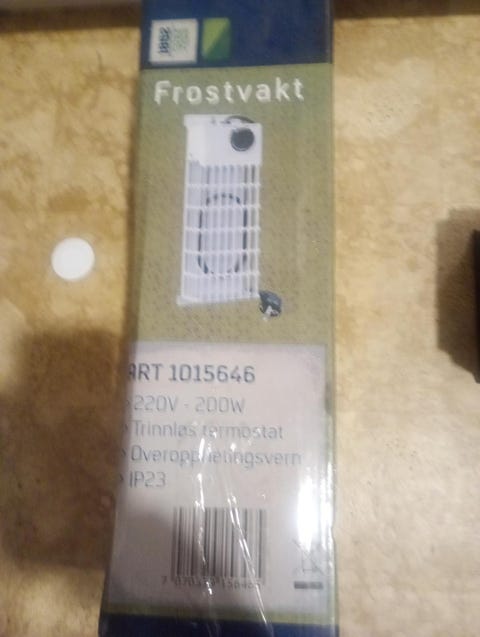 Frostvakt
ART 1015646
220V - 200W
Trinnløs termostat
Overopphetingsvern
IP23